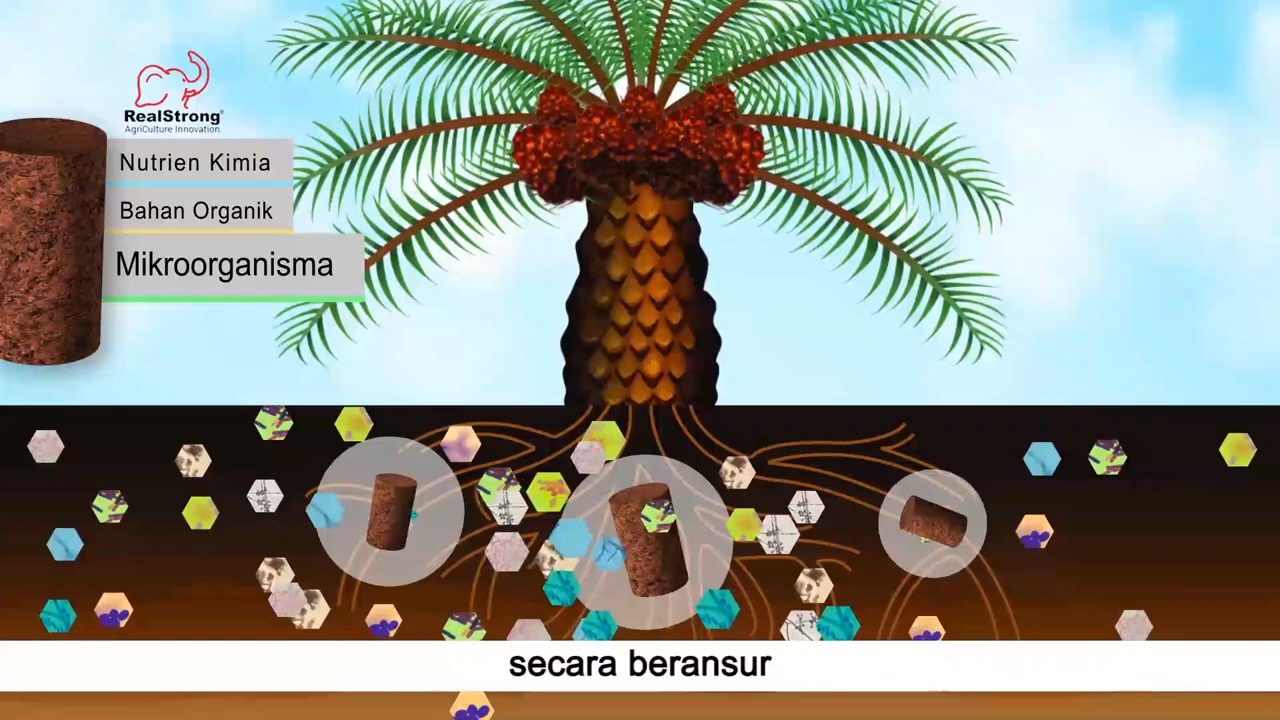 RealStrong®
AgriCulture Innovation
Nutrien Kimia
Bahan Organik
Mikroorganisma
secara beransur